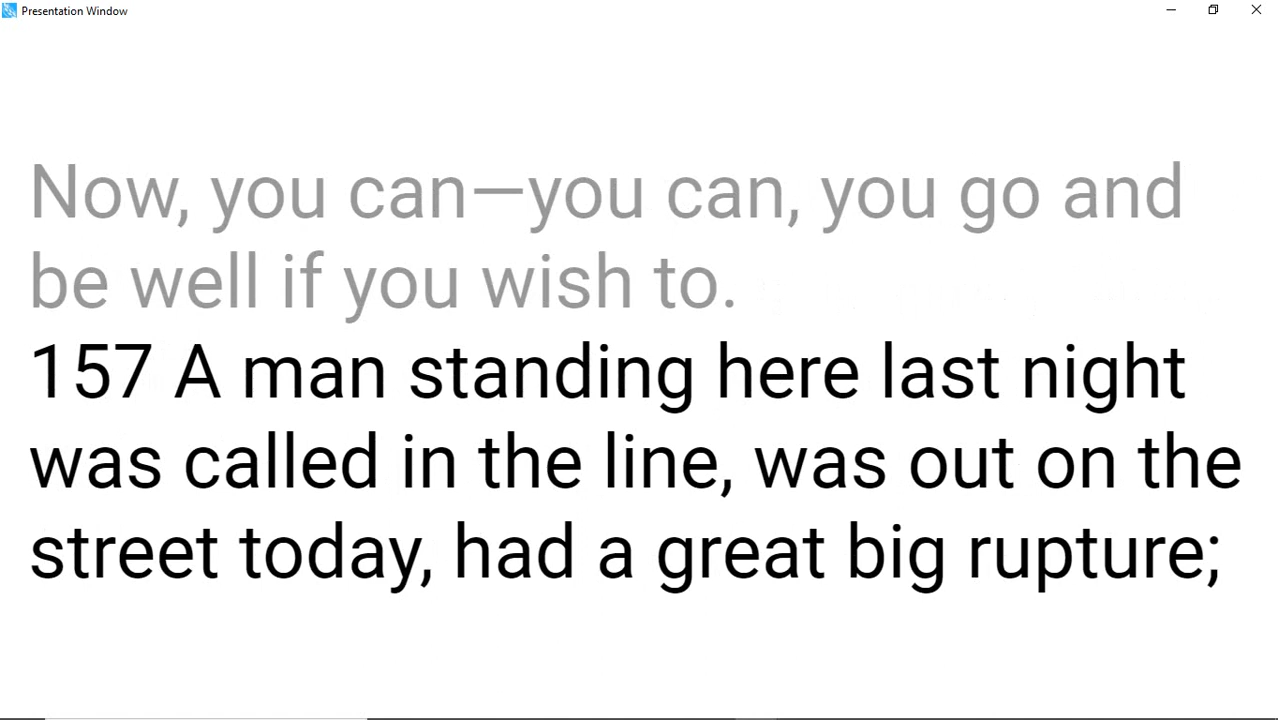 Presentation Window
Now, you can—you can, you go and
be well if you wish to.
157 A man standing here last night
was called in the line, was out on the
street today, had a great big rupture;